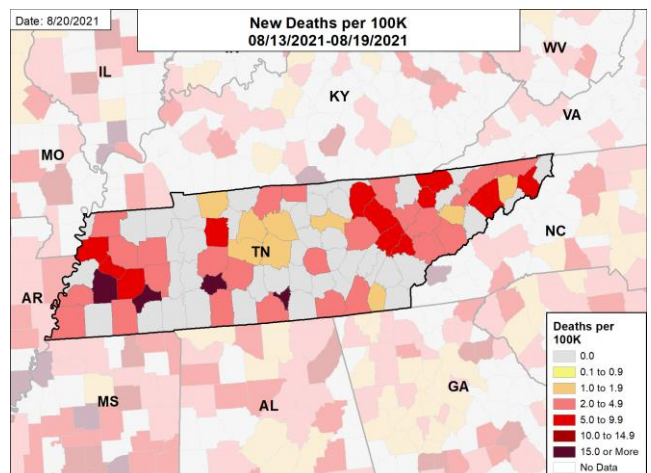 Date: 8/20/2021
New Deaths per 100K
08/13/2021-08/19/2021
IL
WV
KY
VA
MO
TN
NC
AR
MS
AL
GA
Deaths per
100K
0.0
0.1 to 0.9
1.0 to 1.9
2.0 to 4.9
5.0 to 9.9
10.0 to 14.9
15.0 or More
No Data